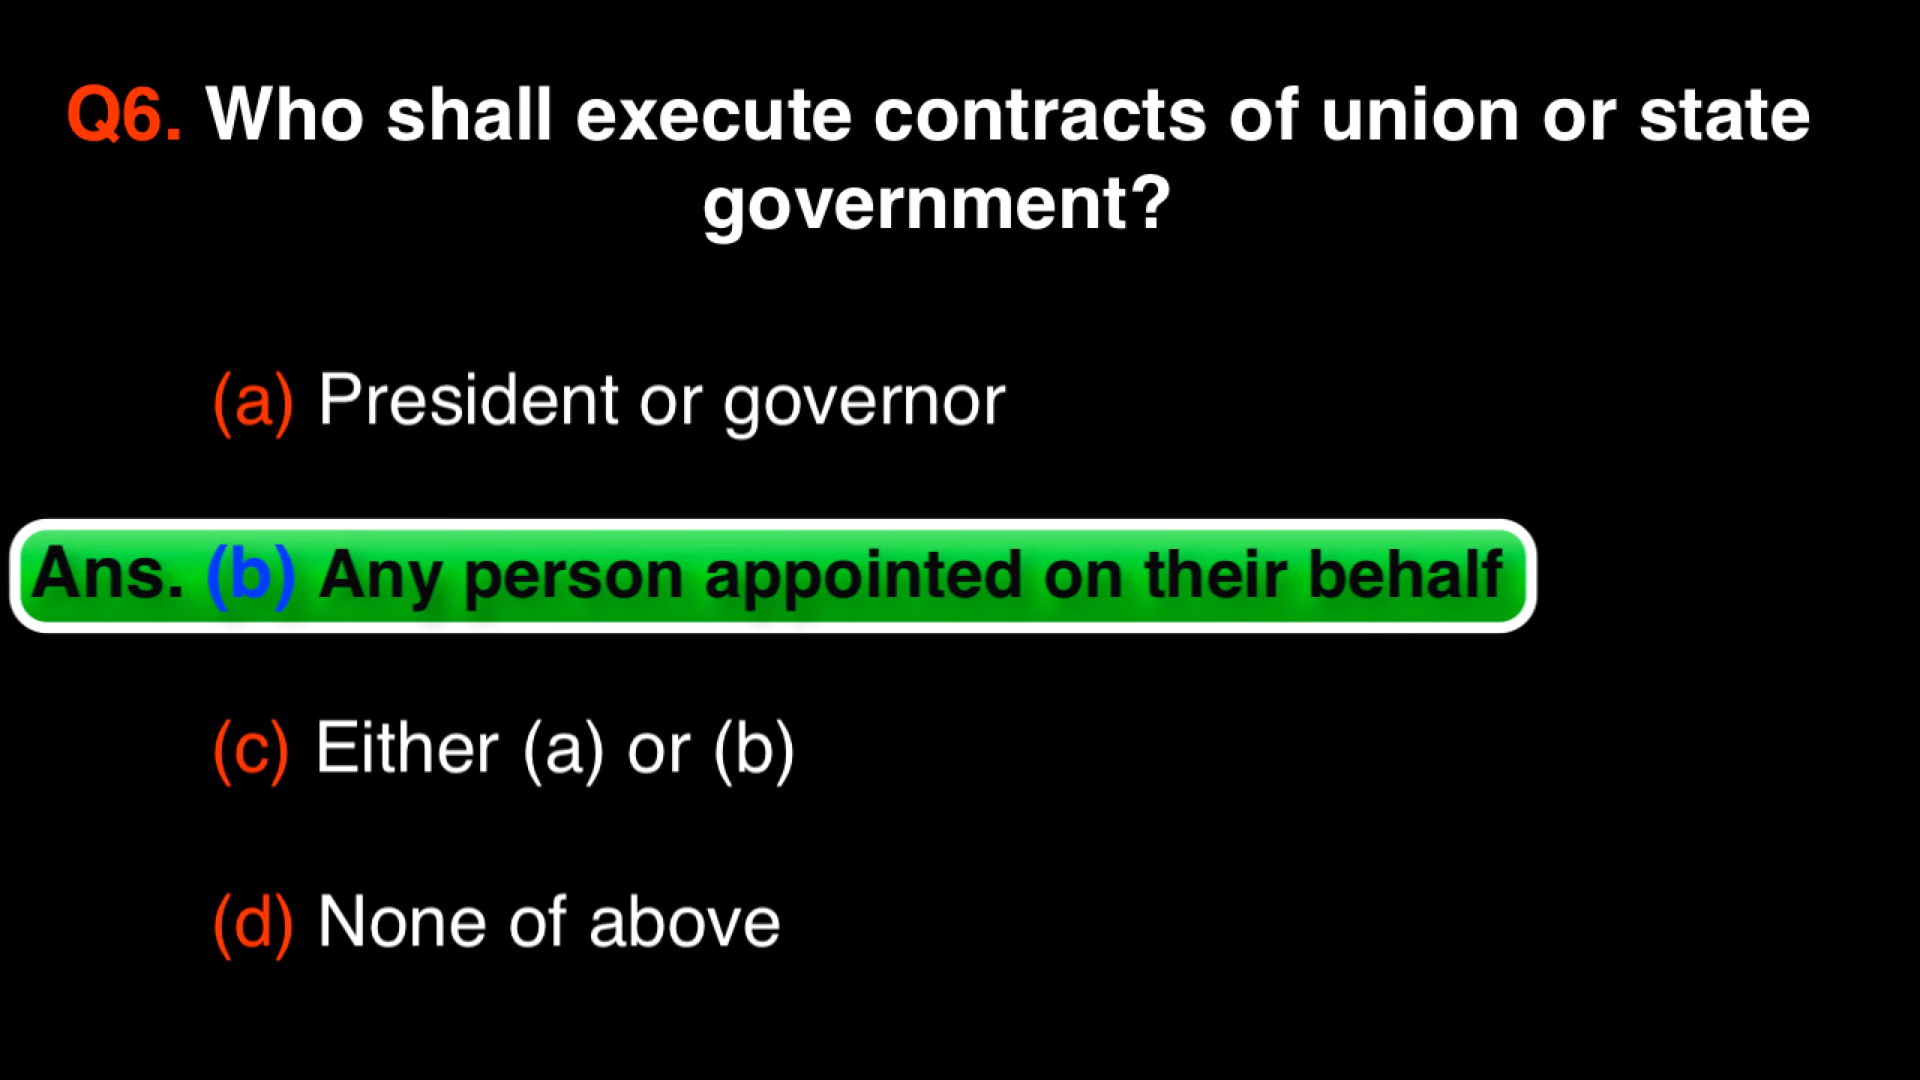 Q6. Who shall execute contracts of union or state
government?
(a) President or governor
Ans. (b) Any person appointed on their behalf
(c) Either (a) or (b)
(d) None of above